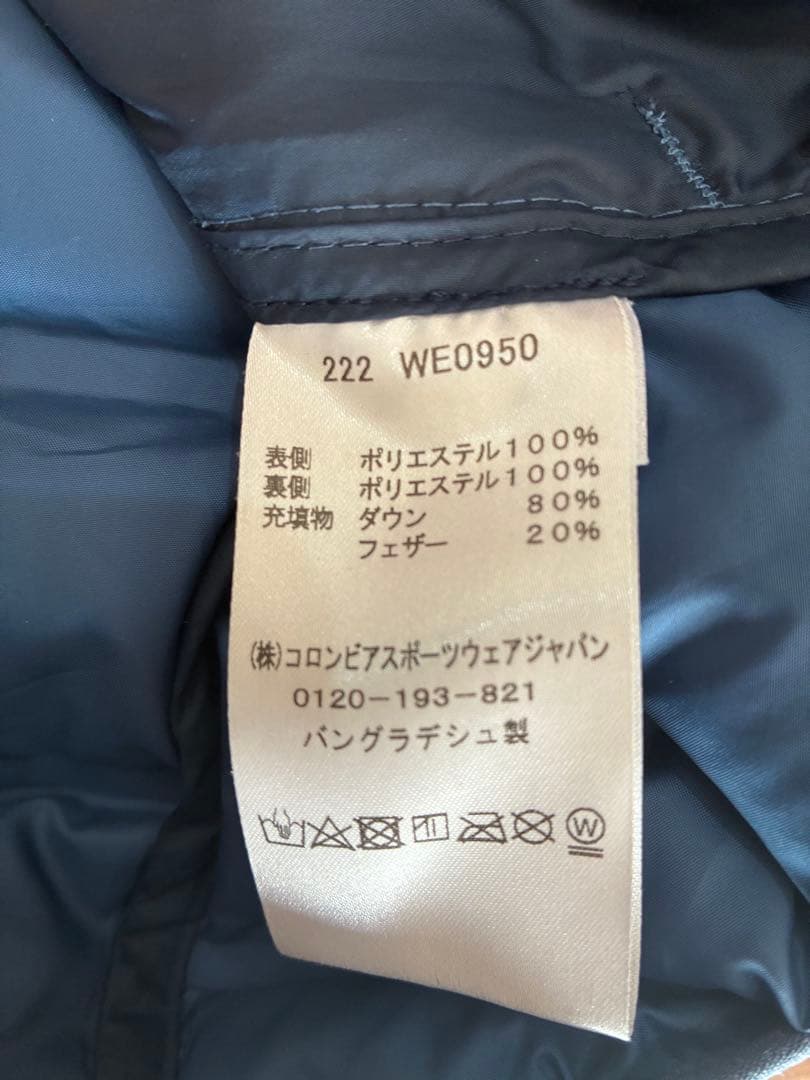 222 WE0950
表側 ポリエステル100%
裏側 ポリエステル100%
充填物 ダウン 80%
フェザー 20%
(株)コロンビアスポーツウェアジャパン
0120-193-821
バングラデシュ製
W